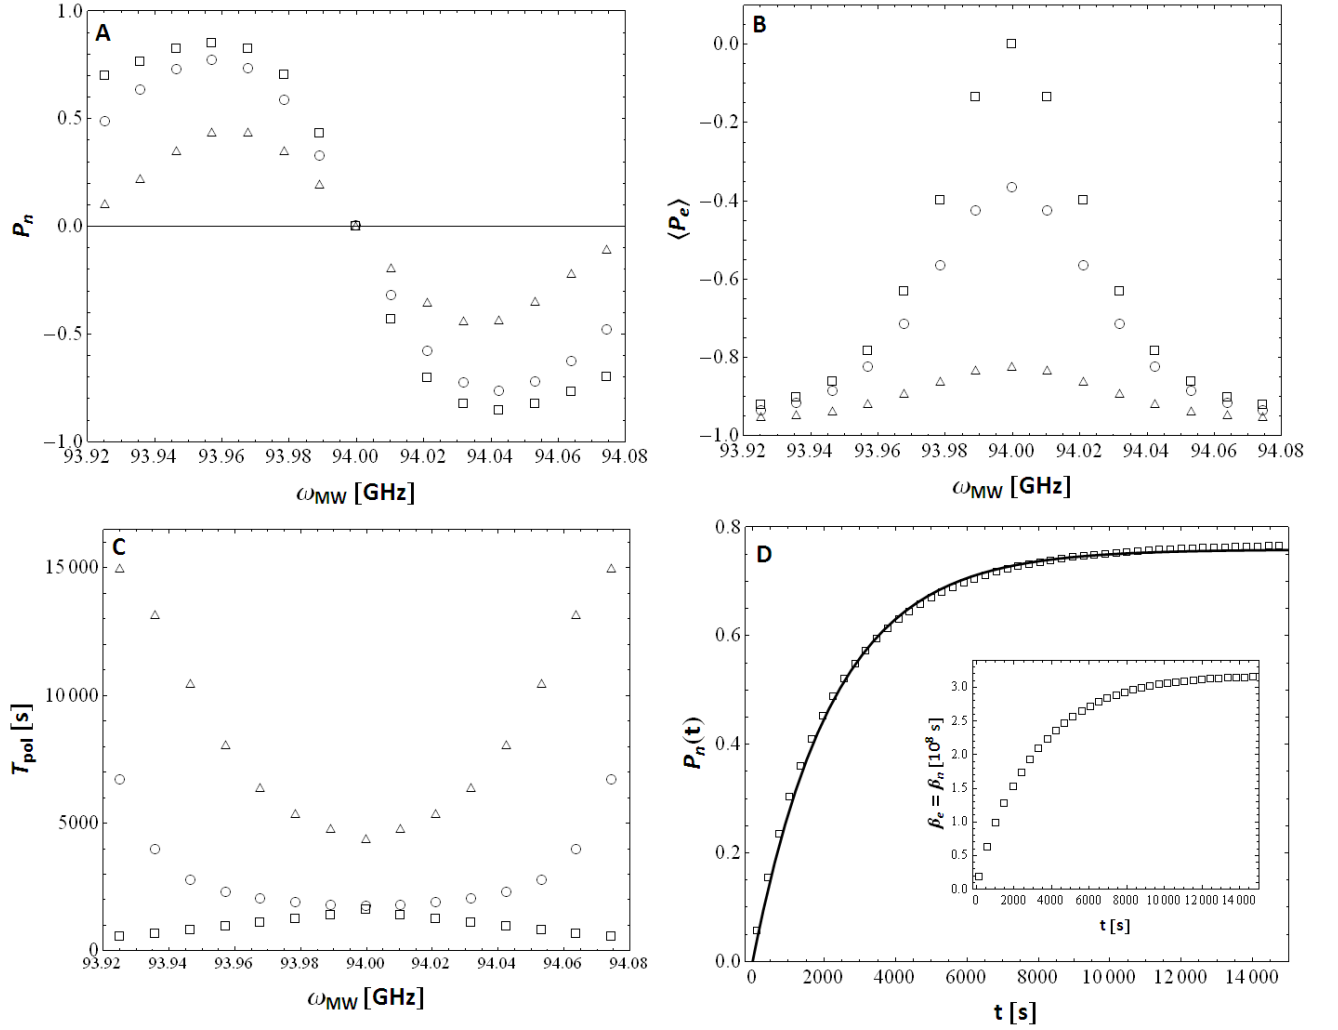 A
1.0
0.5
0.0
−0.5
−1.0
P_n
93.92 93.94 93.96 93.98 94.00 94.02 94.04 94.06 94.08
ω_MW [GHz]
B
0.0
−0.2
−0.4
−0.6
−0.8
−1.0
⟨P_e⟩
93.92 93.94 93.96 93.98 94.00 94.02 94.04 94.06 94.08
ω_MW [GHz]
C
15 000
10 000
5000
0
T_pol [s]
93.92 93.94 93.96 93.98 94.00 94.02 94.04 94.06 94.08
ω_MW [GHz]
D
0.8
0.6
0.4
0.2
0.0
P_n(t)
0 2000 4000 6000 8000 10 000 12 000 14 000
t [s]
3.0
2.5
2.0
1.5
1.0
0.5
0.0
β_e = β_n [10⁸ s]
0 2000 4000 6000 8000 10 000 12 000 14 000
t [s]